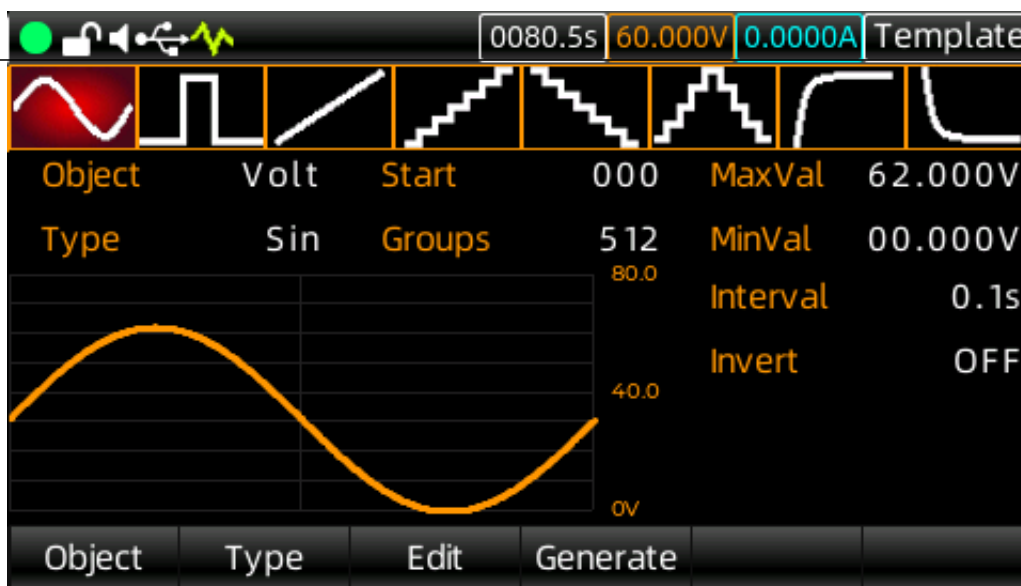 0080.5s 60.000V 0.0000A Template
Object Volt Start 000 MaxVal 62.000V
Type Sin Groups 512 MinVal 00.000V
80.0
Interval 0.1s
Invert OFF
40.0
0V
Object Type Edit Generate